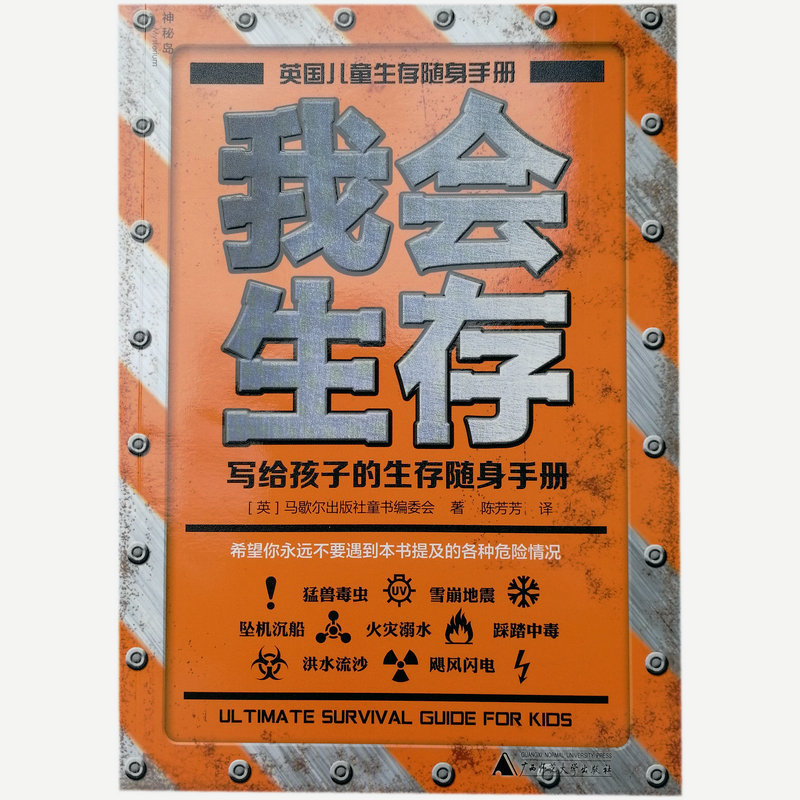 神秘岛
英国儿童生存随身手册
我会
生存
写给孩子的生存随身手册
[英]马歇尔出版社童书编委会 著 陈芳芳 译
希望你永远不要遇到本书提及的各种危险情况
猛兽毒虫 UV 雪崩地震
坠机沉船 火灾溺水 踩踏中毒
洪水流沙 飓风闪电
ULTIMATE SURVIVAL GUIDE FOR KIDS
GUANGXI NORMAL UNIVERSITY PRESS
广西师范大学出版社